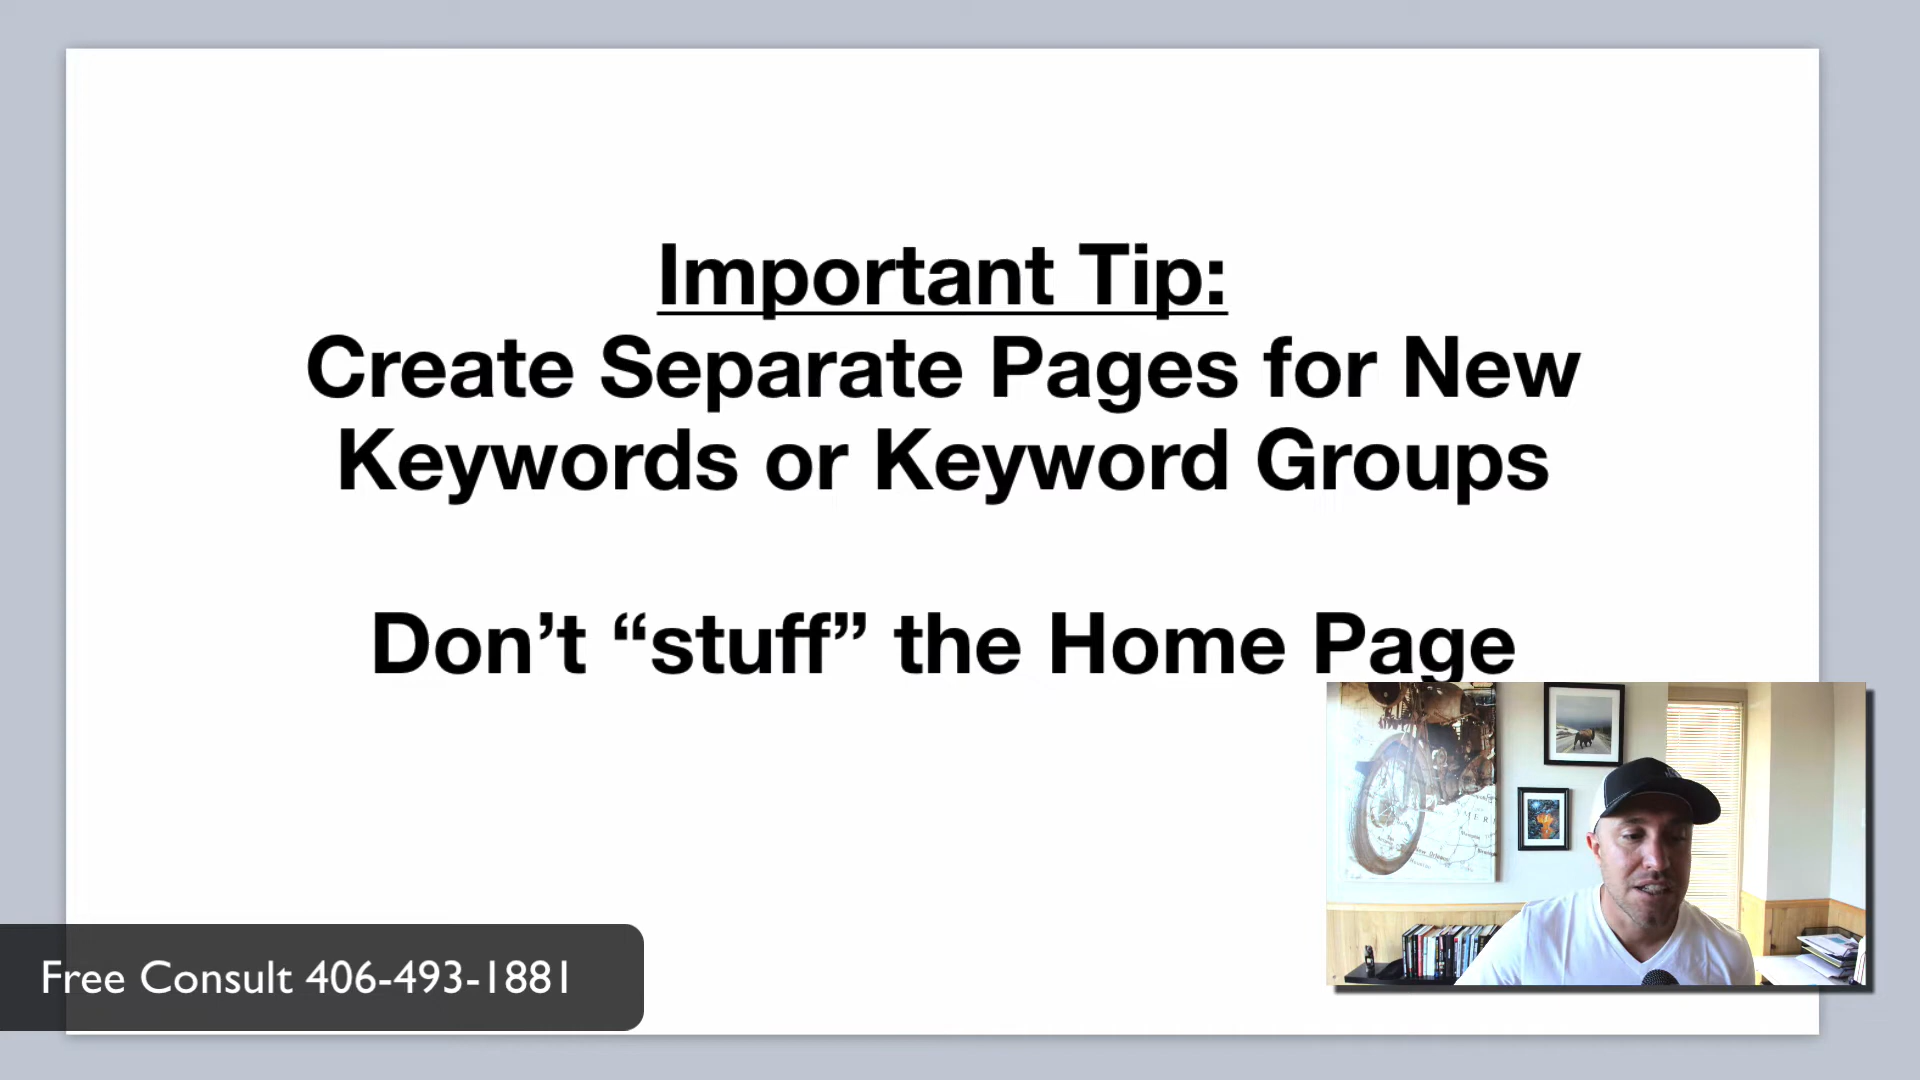 Important Tip:
Create Separate Pages for New
Keywords or Keyword Groups
Don’t “stuff” the Home Page
Free Consult 406-493-1881